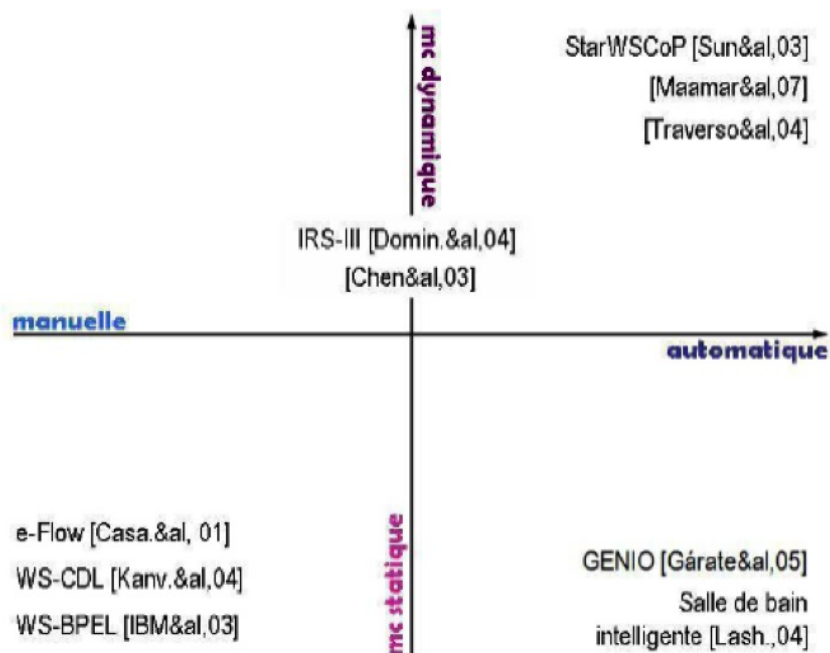 mc dynamique
StarWSCoP [Sun&al,03]
[Maamar&al,07]
[Traverso&al,04]
IRS-III [Domin.&al,04]
[Chen&al,03]
manuelle
automatique
e-Flow [Casa.&al, 01]
WS-CDL [Kanv.&al,04]
WS-BPEL [IBM&al,03]
mc statique
GENIO [Gárate&al,05]
Salle de bain
intelligente [Lash.,04]